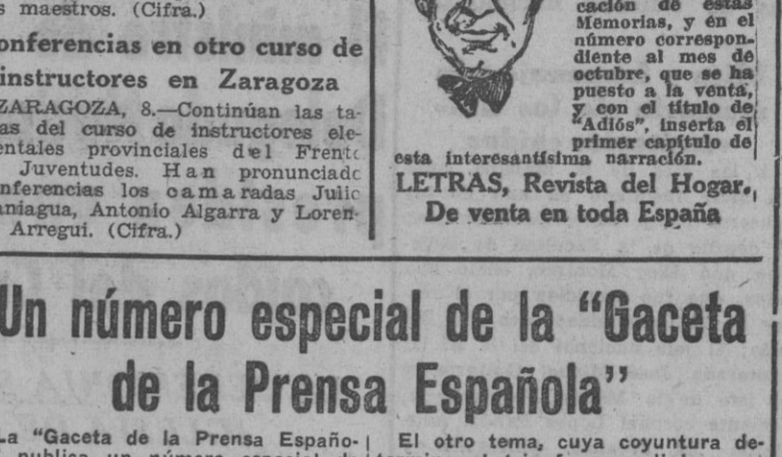 s maestros. (Cifra.)
onferencias en otro curso de
instructores en Zaragoza
ZARAGOZA, 8.—Continúan las ta-
as del curso de instructores ele-
entales provinciales del Frente
Juventudes. Han pronunciado
onferencias los camaradas Julio
aniagua, Antonio Algarra y Loren-
Arregui. (Cifra.)
cación de estas
Memorias, y en el
número correspon-
diente al mes de
octubre, que se ha
puesto a la venta,
y con el título de
"Adiós", inserta el
primer capítulo de
esta interesantísima narración.
LETRAS, Revista del Hogar.
De venta en toda España
Un número especial de la "Gaceta
de la Prensa Española"
La "Gaceta de la Prensa Españo-
El otro tema, cuya coyuntura de-